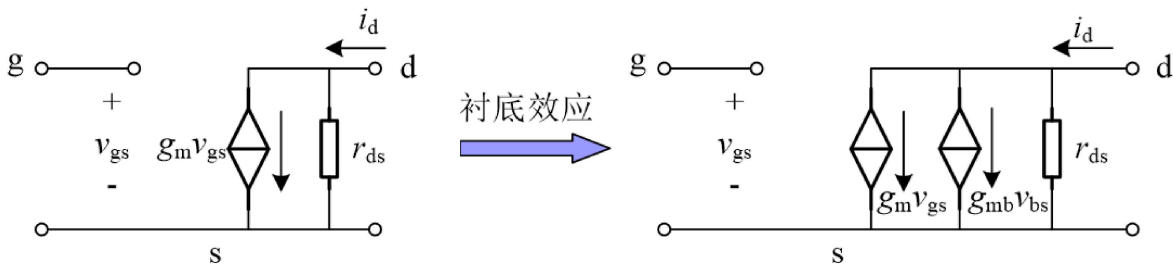 i_d
g
d
+
衬底效应
v_gs
g_m v_gs
r_ds
-
s
i_d
g
d
+
v_gs
r_ds
-
g_m v_gs
g_mb v_bs
s